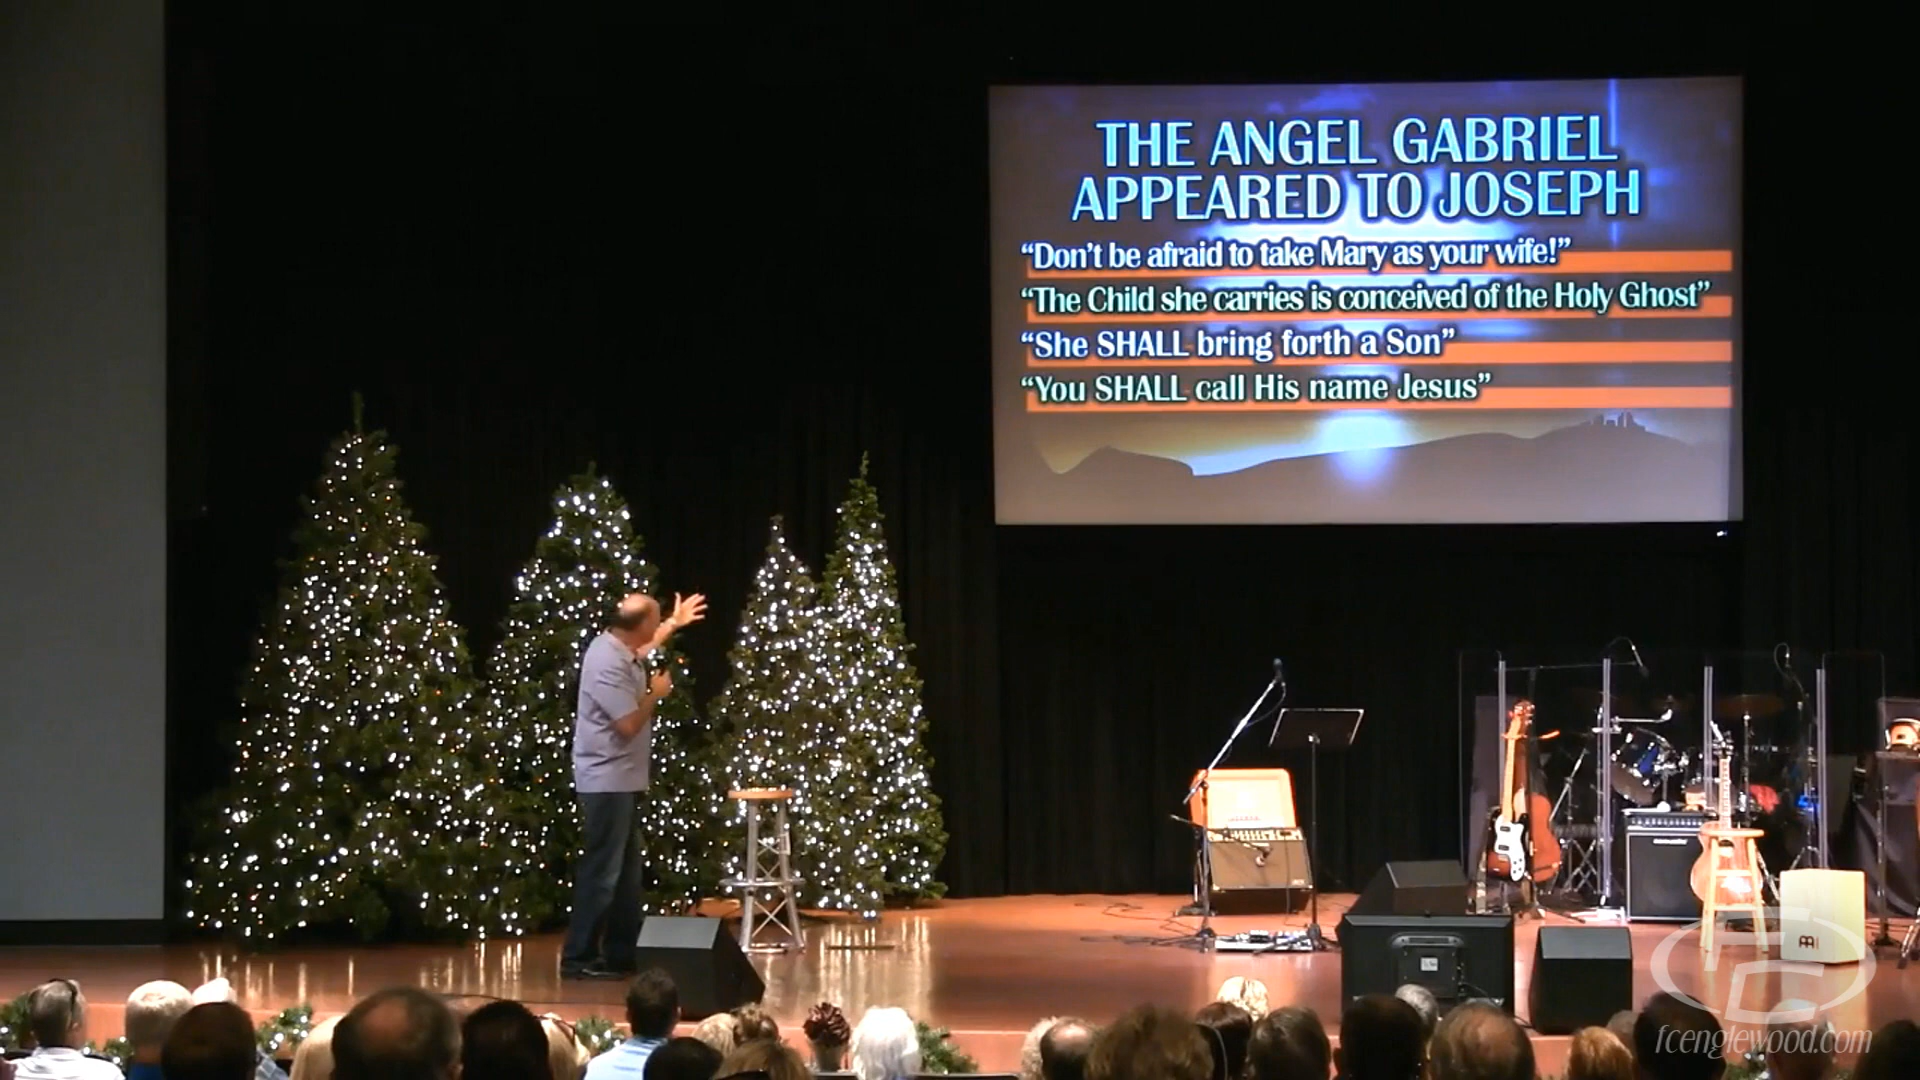 THE ANGEL GABRIEL
APPEARED TO JOSEPH
“Don’t be afraid to take Mary as your wife!”
“The Child she carries is conceived of the Holy Ghost”
“She SHALL bring forth a Son”
“You SHALL call His name Jesus”
FC
fcenglewood.com